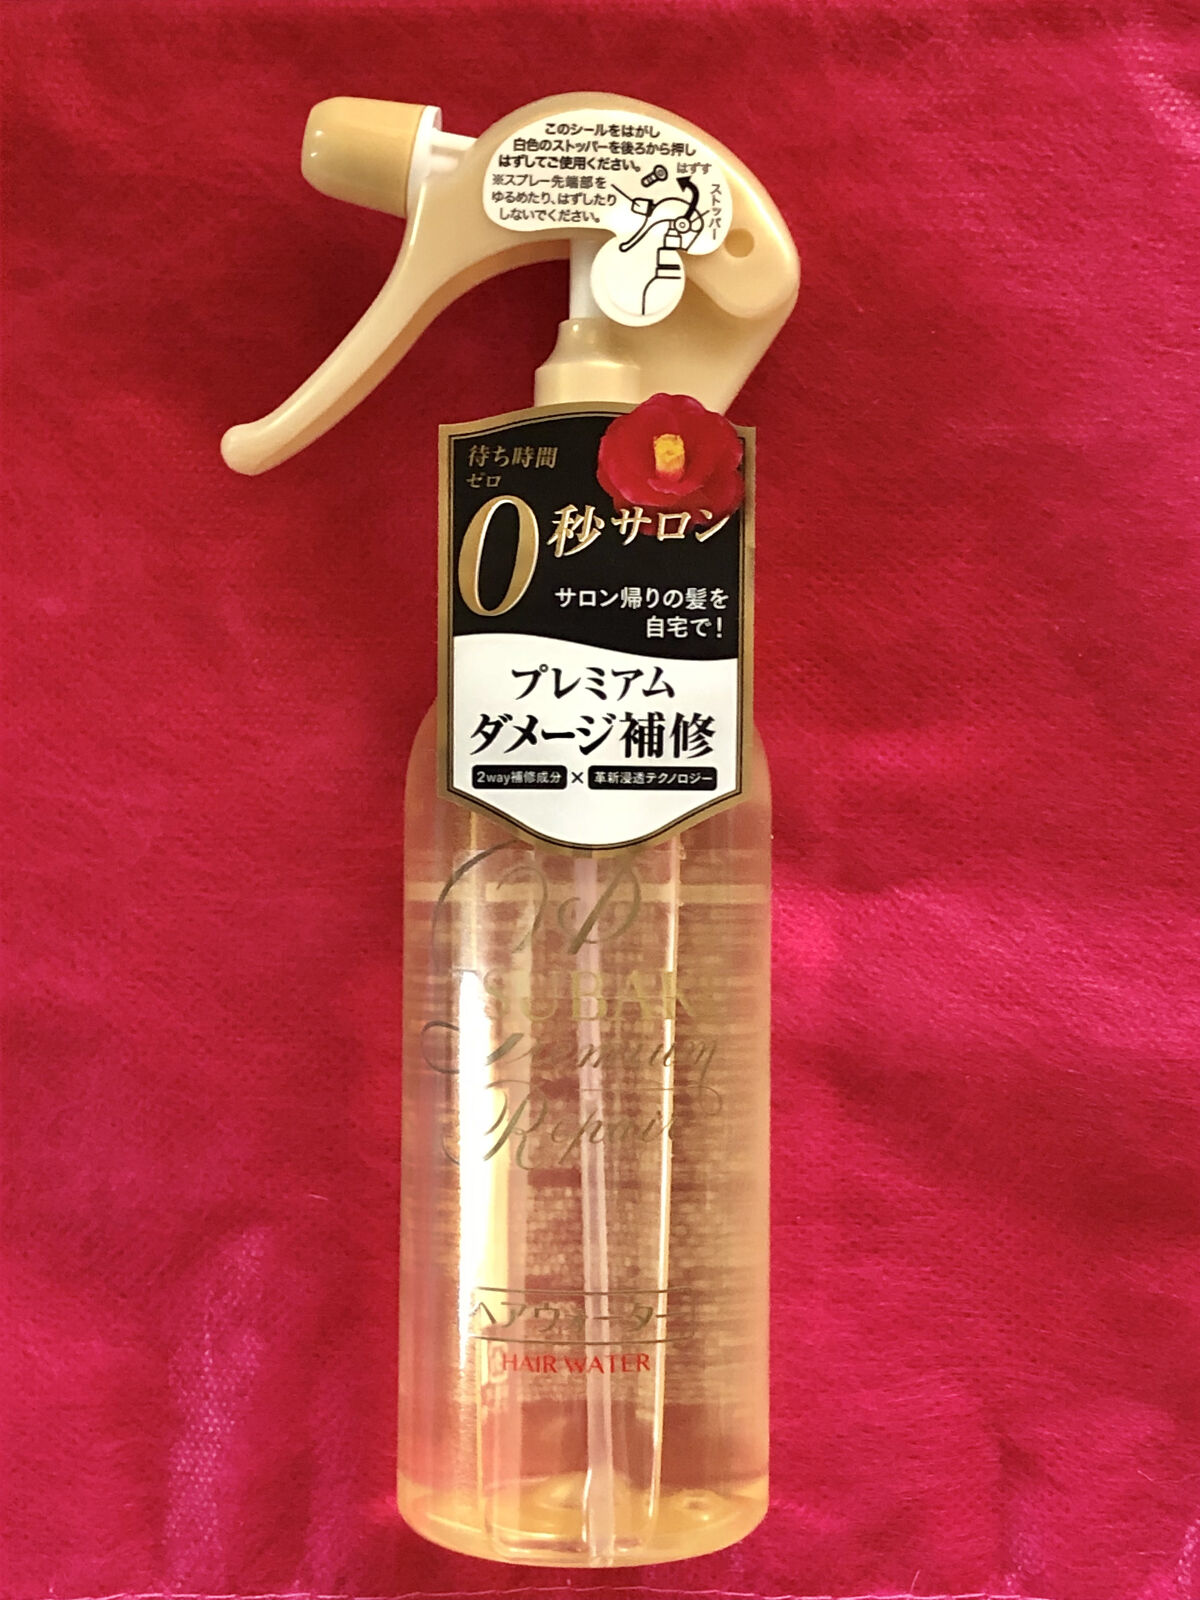 このシールをはがし
白色のストッパーを後ろから押し
はずしてご使用ください。
※スプレー先端部を
ゆるめたり、はずしたり
しないでください。
はずす
ストッパー
待ち時間
ゼロ
0秒サロン
サロン帰りの髪を
自宅で!
プレミアム
ダメージ補修
2way補修成分×革新浸透テクノロジー
TSUBAKI
Premium
Repair
ヘアウォーター
HAIR WATER